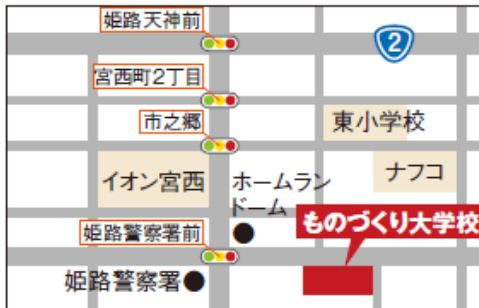 姫路天神前
2
宮西町2丁目
市之郷
東小学校
イオン宮西
ホームラン
ドーム
ナフコ
姫路警察署前
ものづくり大学校
姫路警察署